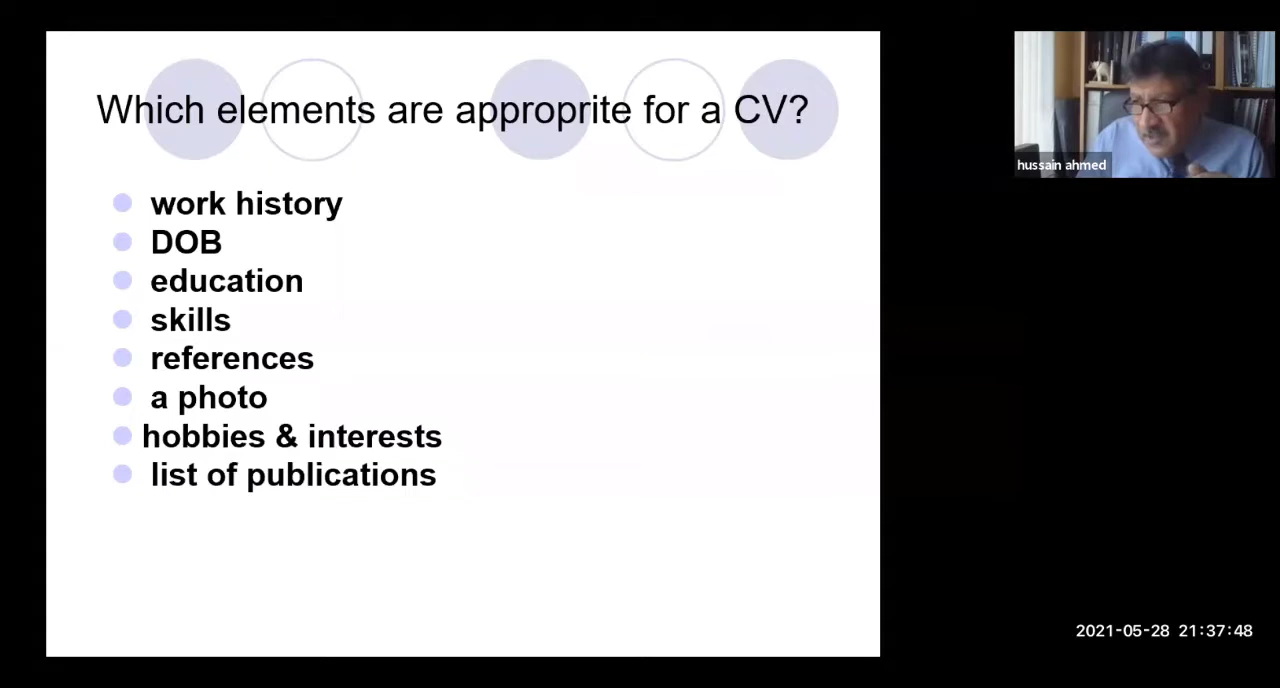 Which elements are approprite for a CV?
work history
DOB
education
skills
references
a photo
hobbies & interests
list of publications
hussain ahmed
2021-05-28 21:37:48